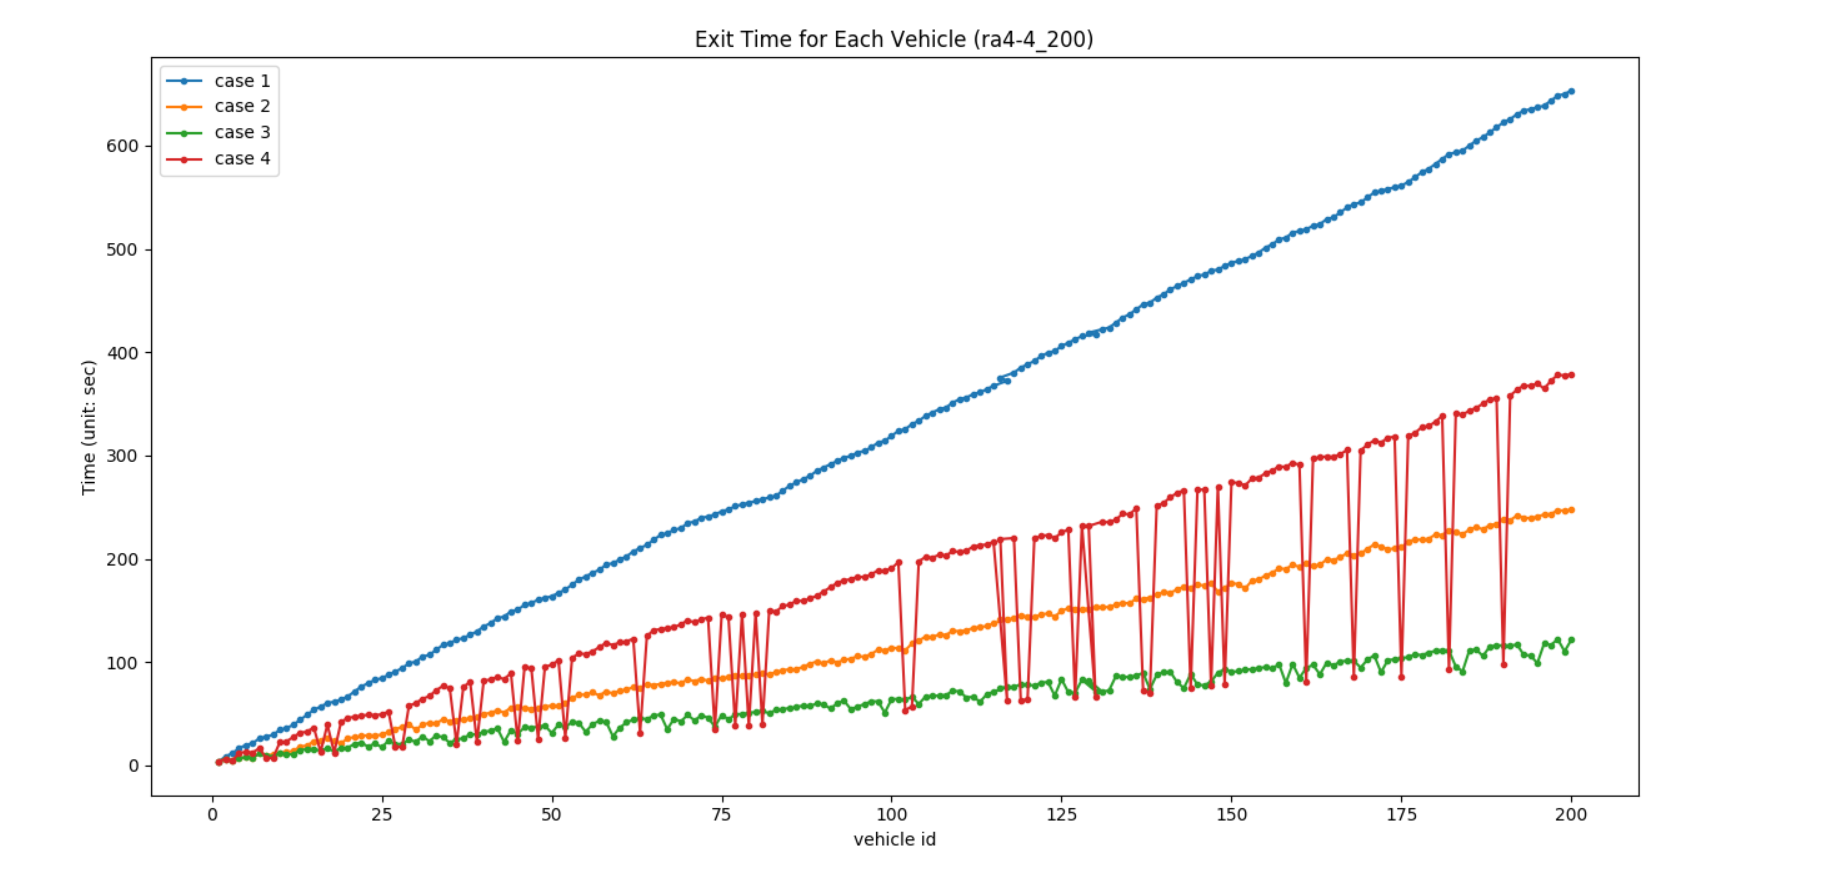 Exit Time for Each Vehicle (ra4-4_200)
case 1
case 2
case 3
case 4
Time (unit: sec)
600
500
400
300
200
100
0
0 25 50 75 100 125 150 175 200
vehicle id